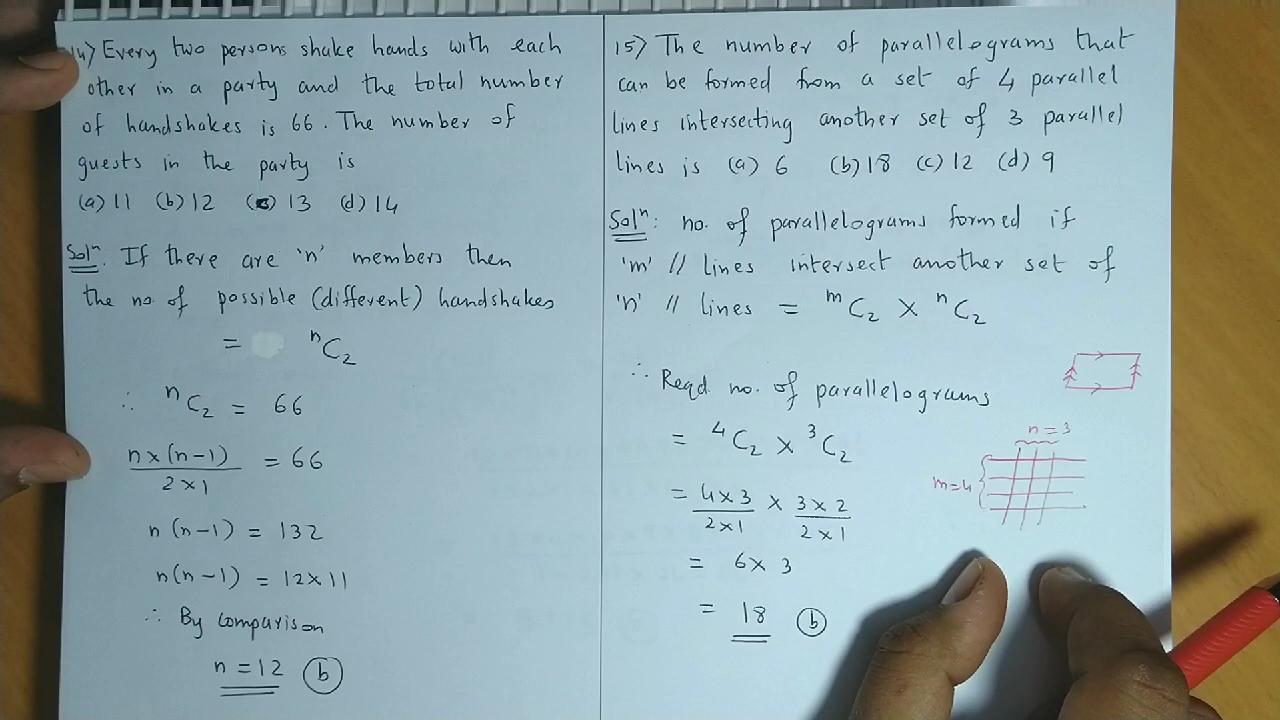 14) Every two persons shake hands with each
other in a party and the total number
of handshakes is 66. The number of
guests in the party is
(a) 11 (b) 12 (c) 13 (d) 14
Solⁿ. If there are 'n' members then
the no. of possible (different) handshakes
= ⁿC₂
∴ ⁿC₂ = 66
n×(n-1)/2×1 = 66
n(n-1) = 132
n(n-1) = 12×11
∴ By comparison
n = 12 (b)
15) The number of parallelograms that
can be formed from a set of 4 parallel
lines intersecting another set of 3 parallel
lines is (a) 6 (b) 18 (c) 12 (d) 9
Solⁿ: no. of parallelograms formed if
'm' // lines intersect another set of
'n' // lines = ᵐC₂ × ⁿC₂
∴ Reqd no. of parallelograms
= ⁴C₂ × ³C₂
= 4×3/2×1 × 3×2/2×1
= 6×3
= 18 (b)
n=3
m=4